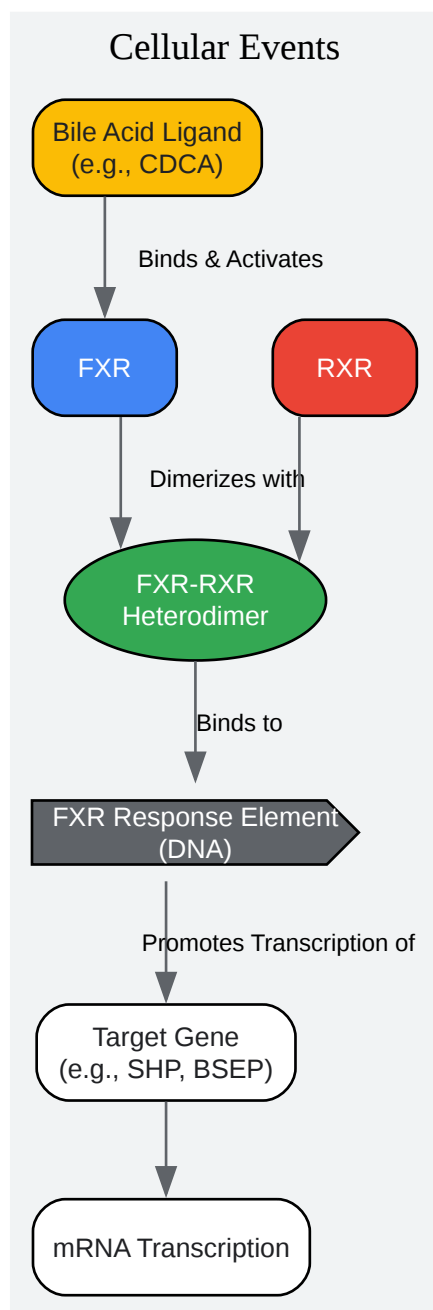 Cellular Events
Bile Acid Ligand
(e.g., CDCA)
Binds & Activates
FXR
RXR
Dimerizes with
FXR-RXR
Heterodimer
Binds to
FXR Response Element
(DNA)
Promotes Transcription of
Target Gene
(e.g., SHP, BSEP)
mRNA Transcription